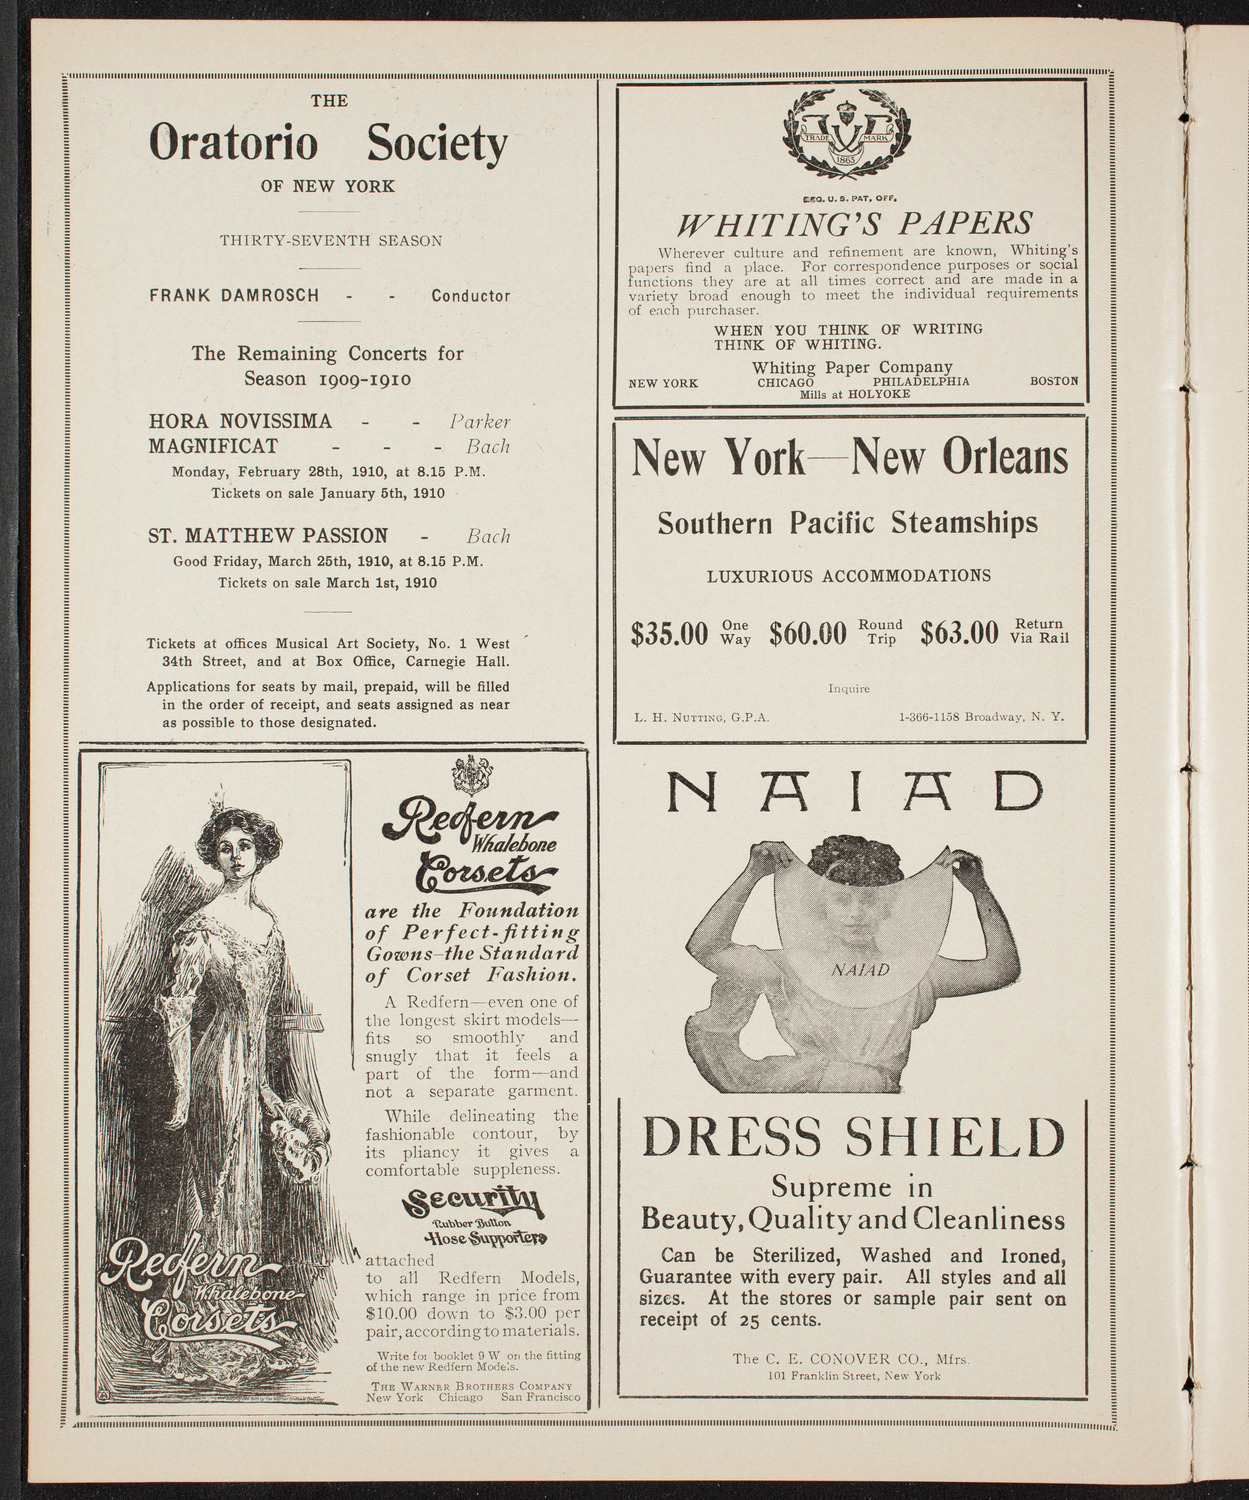 THE
Oratorio Society
OF NEW YORK
THIRTY-SEVENTH SEASON
FRANK DAMROSCH - - Conductor
The Remaining Concerts for
Season 1909-1910
HORA NOVISSIMA - - Parker
MAGNIFICAT - - - Bach
Monday, February 28th, 1910, at 8.15 P.M.
Tickets on sale January 5th, 1910
ST. MATTHEW PASSION - Bach
Good Friday, March 25th, 1910, at 8.15 P.M.
Tickets on sale March 1st, 1910
Tickets at offices Musical Art Society, No. 1 West
34th Street, and at Box Office, Carnegie Hall.
Applications for seats by mail, prepaid, will be filled
in the order of receipt, and seats assigned as near
as possible to those designated.
Redfern
Whalebone
Corsets
are the Foundation
of Perfect-fitting
Gowns—the Standard
of Corset Fashion.
A Redfern—even one of
the longest skirt models—
fits so smoothly and
snugly that it feels a
part of the form—and
not a separate garment.
While delineating the
fashionable contour, by
its pliancy it gives a
comfortable suppleness.
Security
Rubber Button
Hose Supporters
attached
to all Redfern Models,
which range in price from
$10.00 down to $3.00 per
pair, according to materials.
Write for booklet 9 W on the fitting
of the new Redfern Models.
THE WARNER BROTHERS COMPANY
New York Chicago San Francisco
Redfern
Whalebone
Corsets
TRADE MARK
1865
REG. U. S. PAT. OFF.
WHITING'S PAPERS
Wherever culture and refinement are known, Whiting's
papers find a place. For correspondence purposes or social
functions they are at all times correct and are made in a
variety broad enough to meet the individual requirements
of each purchaser.
WHEN YOU THINK OF WRITING
THINK OF WHITING.
Whiting Paper Company
NEW YORK CHICAGO PHILADELPHIA BOSTON
Mills at HOLYOKE
New York—New Orleans
Southern Pacific Steamships
LUXURIOUS ACCOMMODATIONS
$35.00 One Way $60.00 Round Trip $63.00 Return Via Rail
Inquire
L. H. NUTTING, G.P.A. 1-366-1158 Broadway, N. Y.
NAIAD
NAIAD
DRESS SHIELD
Supreme in
Beauty, Quality and Cleanliness
Can be Sterilized, Washed and Ironed,
Guarantee with every pair. All styles and all
sizes. At the stores or sample pair sent on
receipt of 25 cents.
The C. E. CONOVER CO., Mfrs.
101 Franklin Street, New York